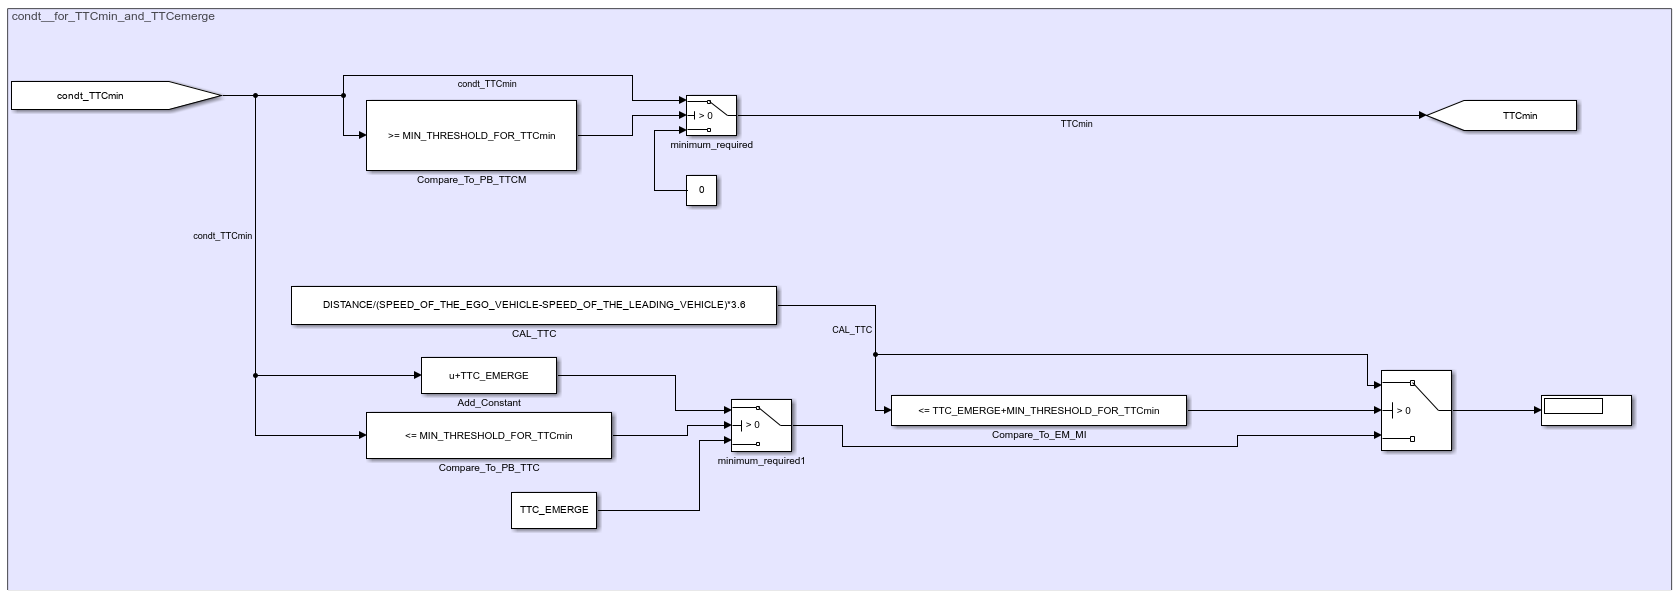 condt__for_TTCmin_and_TTCemerge
condt_TTCmin
condt_TTCmin
>= MIN_THRESHOLD_FOR_TTCmin
Compare_To_PB_TTCM
> 0
minimum_required
TTCmin
TTCmin
0
condt_TTCmin
DISTANCE/(SPEED_OF_THE_EGO_VEHICLE-SPEED_OF_THE_LEADING_VEHICLE)*3.6
CAL_TTC
CAL_TTC
u+TTC_EMERGE
Add_Constant
<= MIN_THRESHOLD_FOR_TTCmin
Compare_To_PB_TTC
> 0
minimum_required1
TTC_EMERGE
<= TTC_EMERGE+MIN_THRESHOLD_FOR_TTCmin
Compare_To_EM_MI
> 0